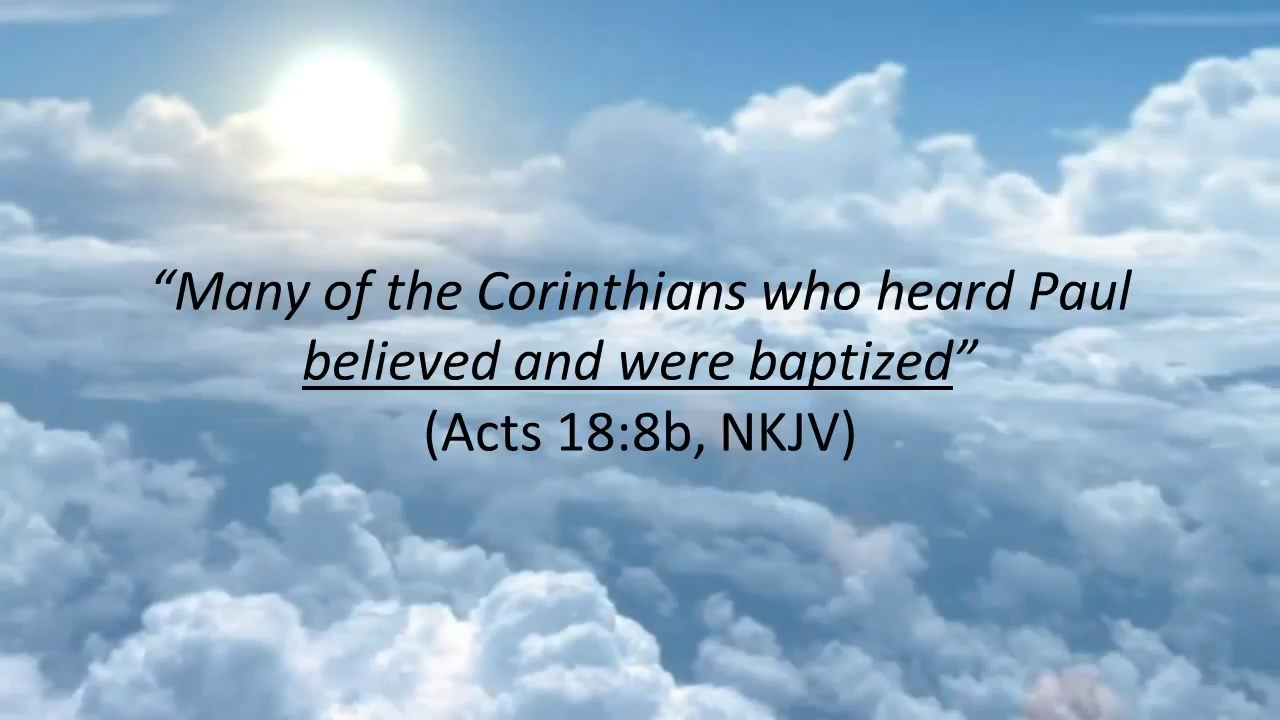 “Many of the Corinthians who heard Paul
believed and were baptized”
(Acts 18:8b, NKJV)